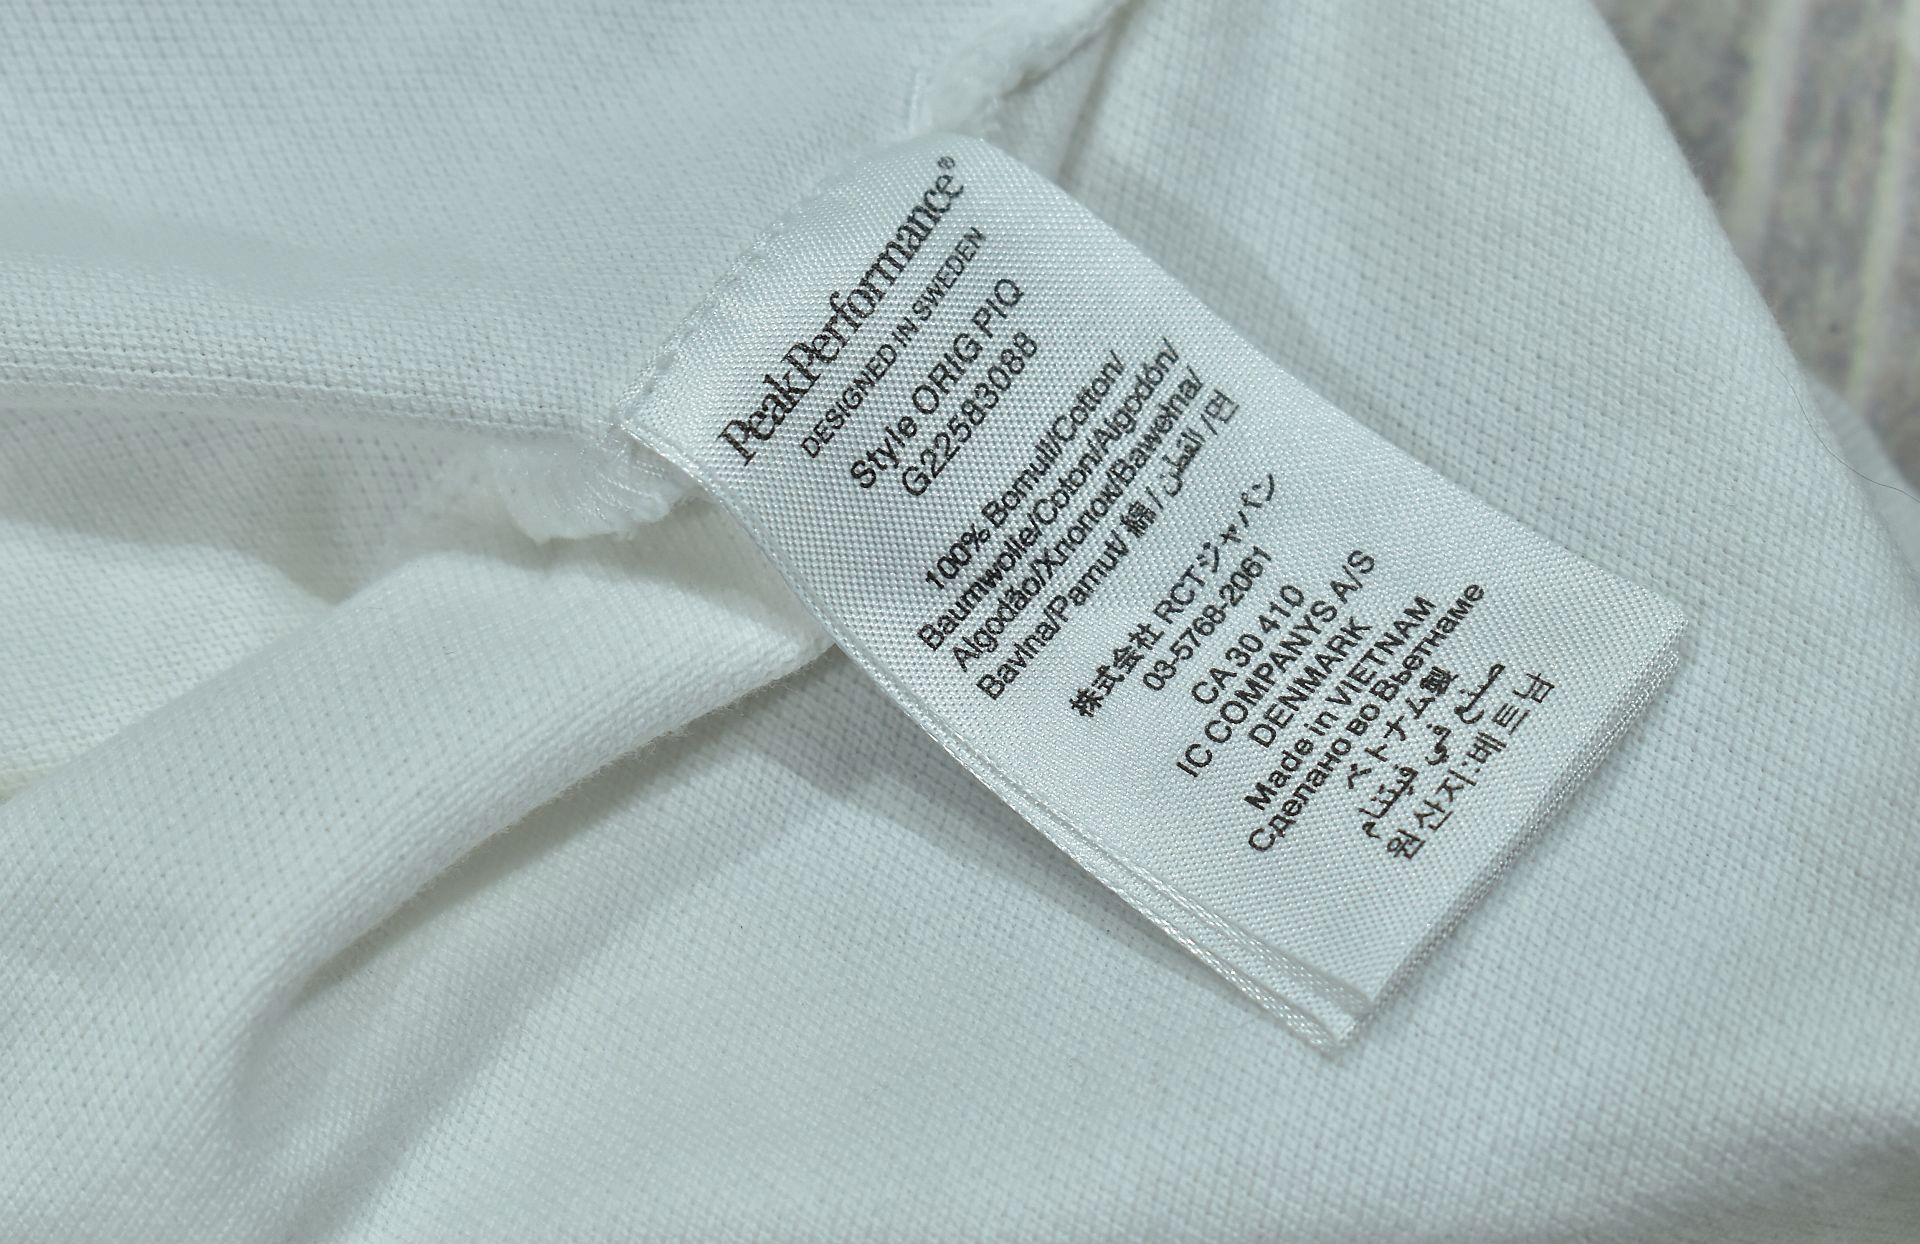 PeakPerformance®
DESIGNED IN SWEDEN
Style ORIG P/Q
G22583088
100% Bomull/Cotton/
Baumwolle/Coton/Algodón/
Algodão/Хлопок/Bawełna/
Bavlna/Pamut/ 綿 / القطن / 면
株式会社 RCTジャパン
03-5768-2061
CA 30 410
IC COMPANYS A/S
DENMARK
Made in VIETNAM
Сделано во Вьетнаме
ベトナム製
صنع في فيتنام
원산지:베트남